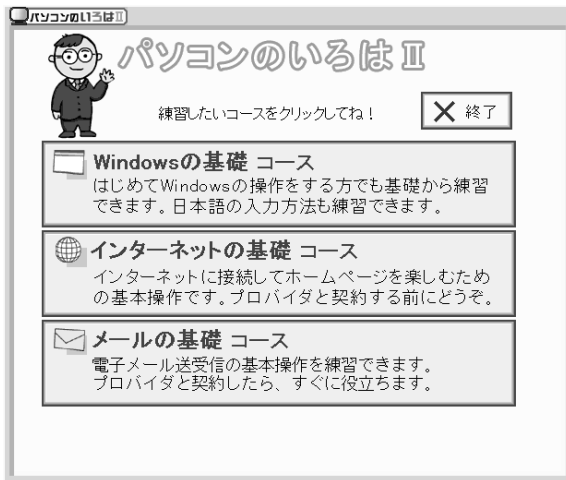 パソコンのいろはII
パソコンのいろはII
練習したいコースをクリックしてね!
終了
Windowsの基礎 コース
はじめてWindowsの操作をする方でも基礎から練習
できます。日本語の入力方法も練習できます。
インターネットの基礎 コース
インターネットに接続してホームページを楽しむため
の基本操作です。プロバイダと契約する前にどうぞ。
メールの基礎 コース
電子メール送受信の基本操作を練習できます。
プロバイダと契約したら、すぐに役立ちます。